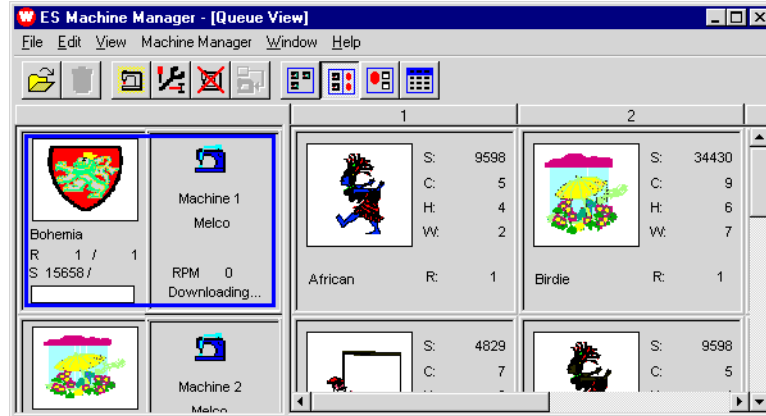 ES Machine Manager - [Queue View]
File Edit View Machine Manager Window Help
1 2
Bohemia
R 1 / 1
S 15658 /
Machine 1
Melco
RPM 0
Downloading...
S: 9598
C: 5
H: 4
W: 2
African R: 1
S: 34430
C: 9
H: 6
W: 7
Birdie R: 1
Machine 2
Melco
S: 4829
C: 7
S: 9598
C: 5